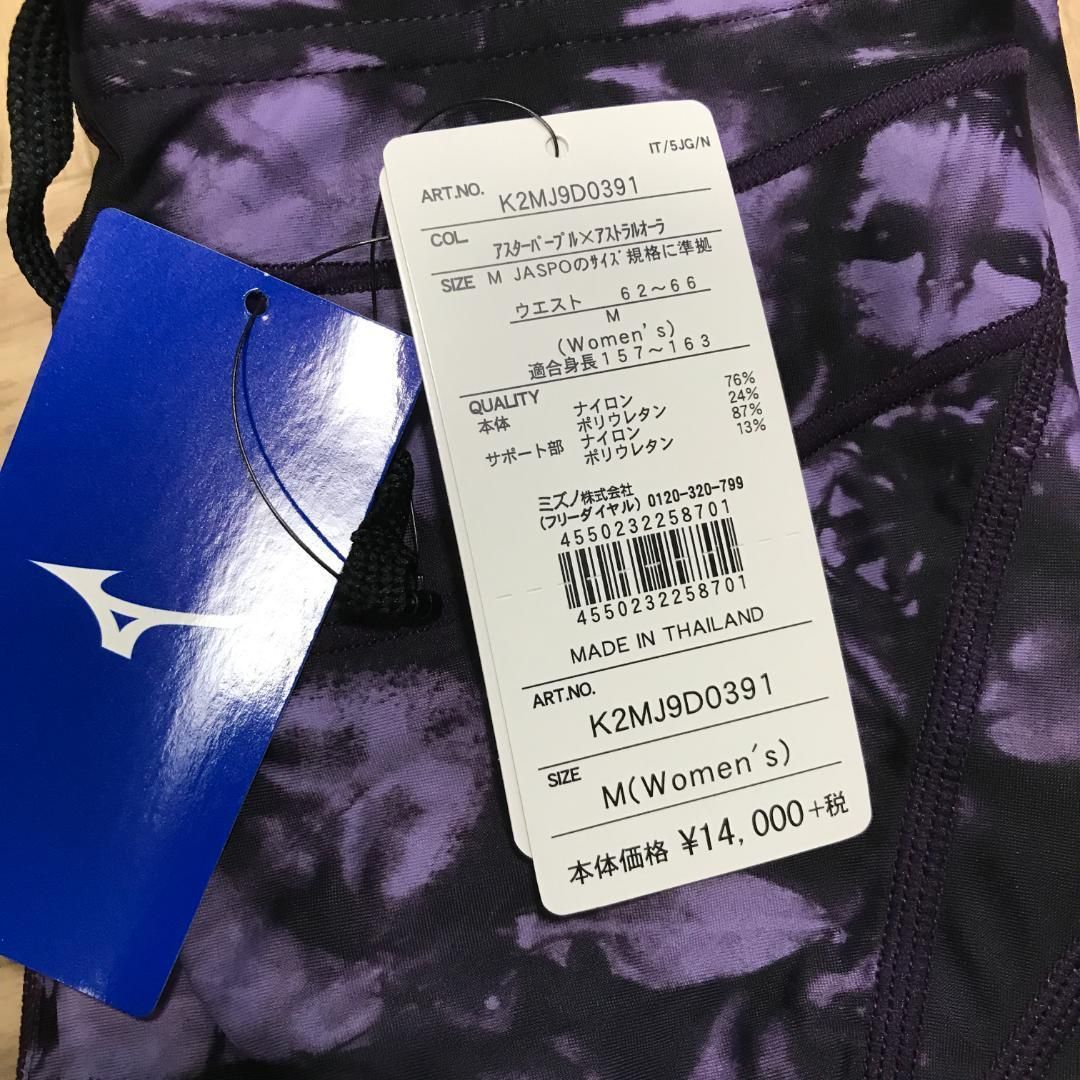 IT/5JG/N
ART.NO. K2MJ9D0391
COL. アスターパープル×アストラルオーラ
SIZE M JASPOのサイズ規格に準拠
ウエスト 62〜66
M
(Women's)
適合身長157〜163
QUALITY
本体 ナイロン 76%
ポリウレタン 24%
サポート部 ナイロン 87%
ポリウレタン 13%
ミズノ株式会社
(フリーダイヤル) 0120-320-799
4550232258701
4550232258701
MADE IN THAILAND
ART.NO.
K2MJ9D0391
SIZE
M(Women's)
本体価格 ¥14,000+税